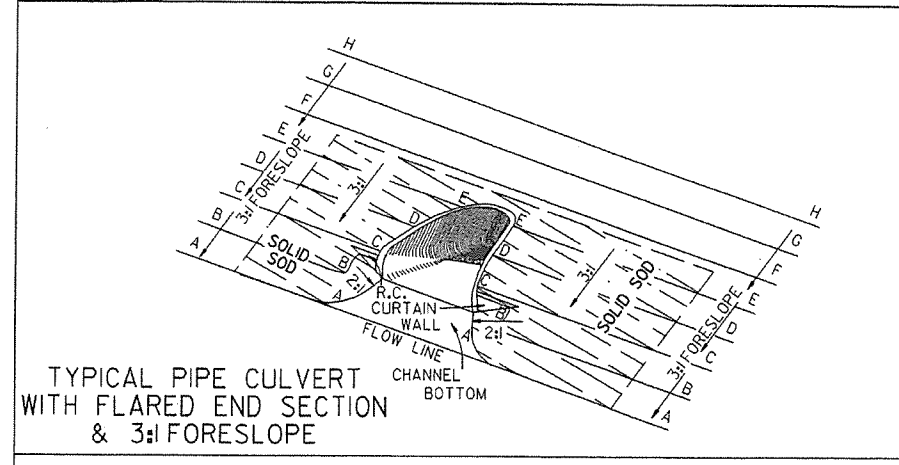 H
G
F
E
D
C
B
A
3:1 FORESLOPE
3:1
SOLID
SOD
B
2:1
A
C
D
E
E
D
C
B
2:1
A
R.C.
CURTAIN
WALL
FLOW LINE
CHANNEL
BOTTOM
3:1
SOLID SOD
H
G
F
E
D
C
B
A
3:1 FORESLOPE
TYPICAL PIPE CULVERT
WITH FLARED END SECTION
& 3:1 FORESLOPE